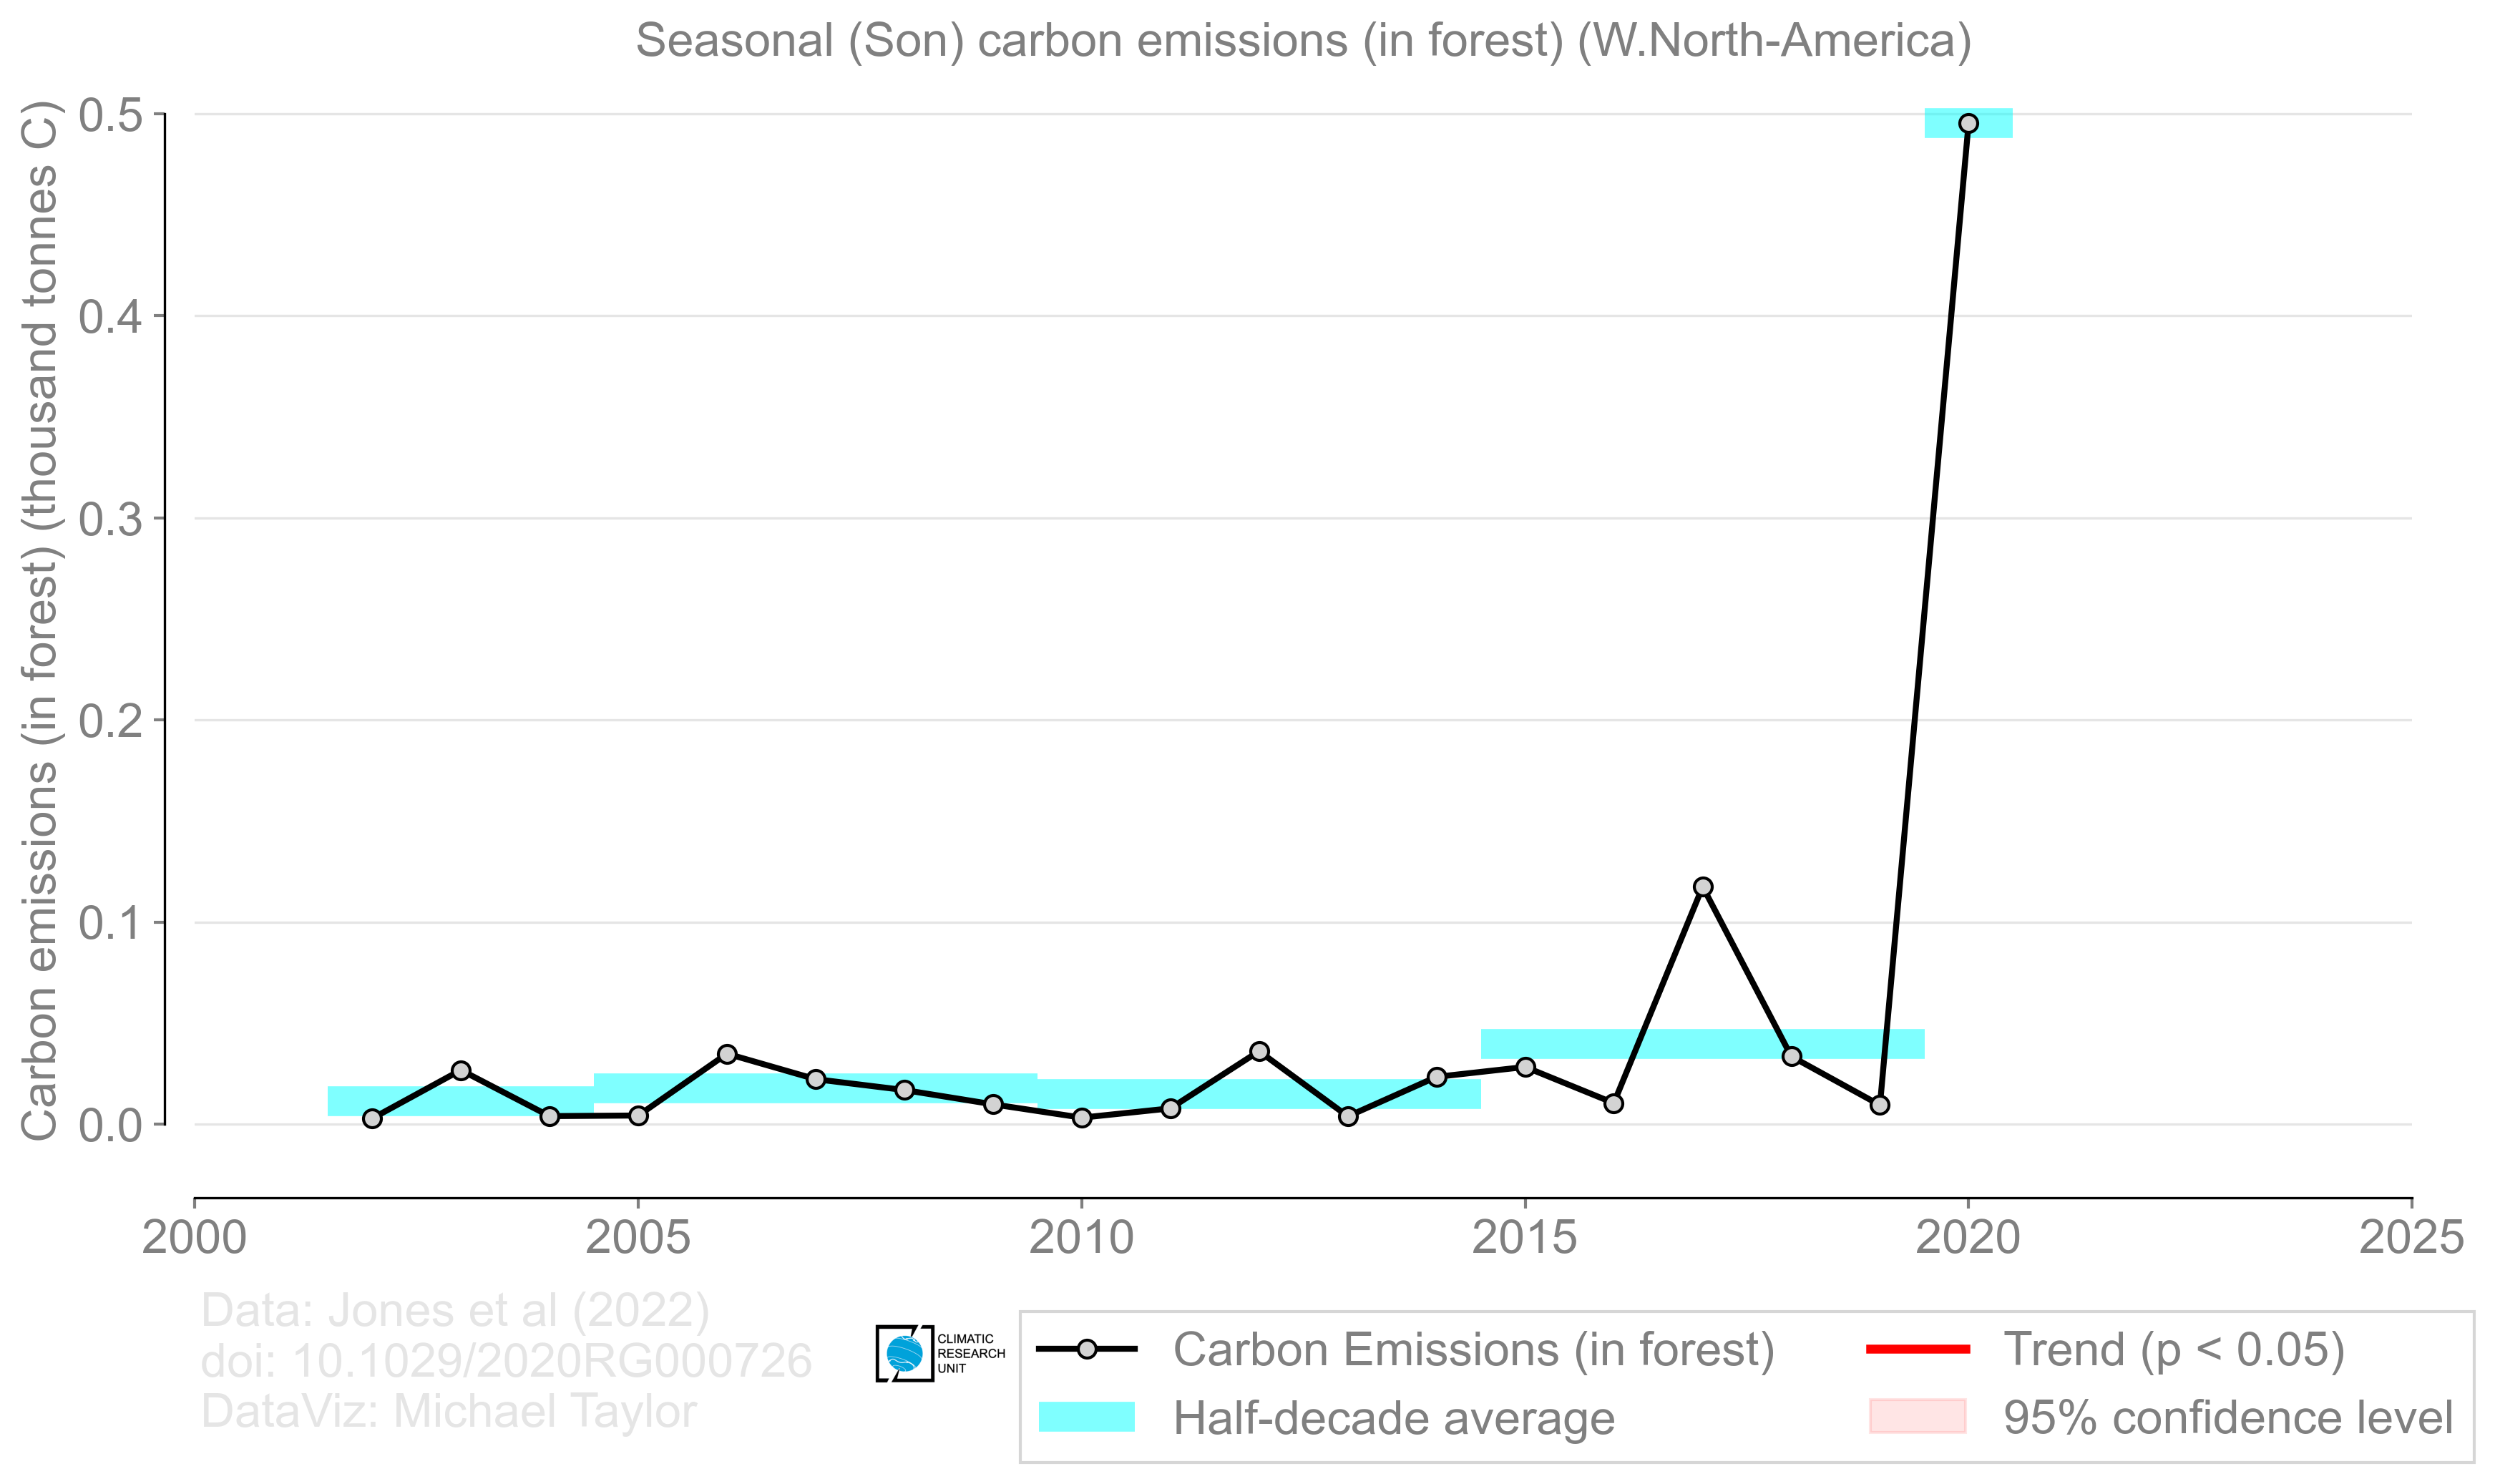 Seasonal (Son) carbon emissions (in forest) (W.North-America)
Carbon emissions (in forest) (thousand tonnes C)
0.5
0.4
0.3
0.2
0.1
0.0
2000
2005
2010
2015
2020
2025
Data: Jones et al (2022)
doi: 10.1029/2020RG000726
DataViz: Michael Taylor
CLIMATIC
RESEARCH
UNIT
Carbon Emissions (in forest)
Half-decade average
Trend (p < 0.05)
95% confidence level